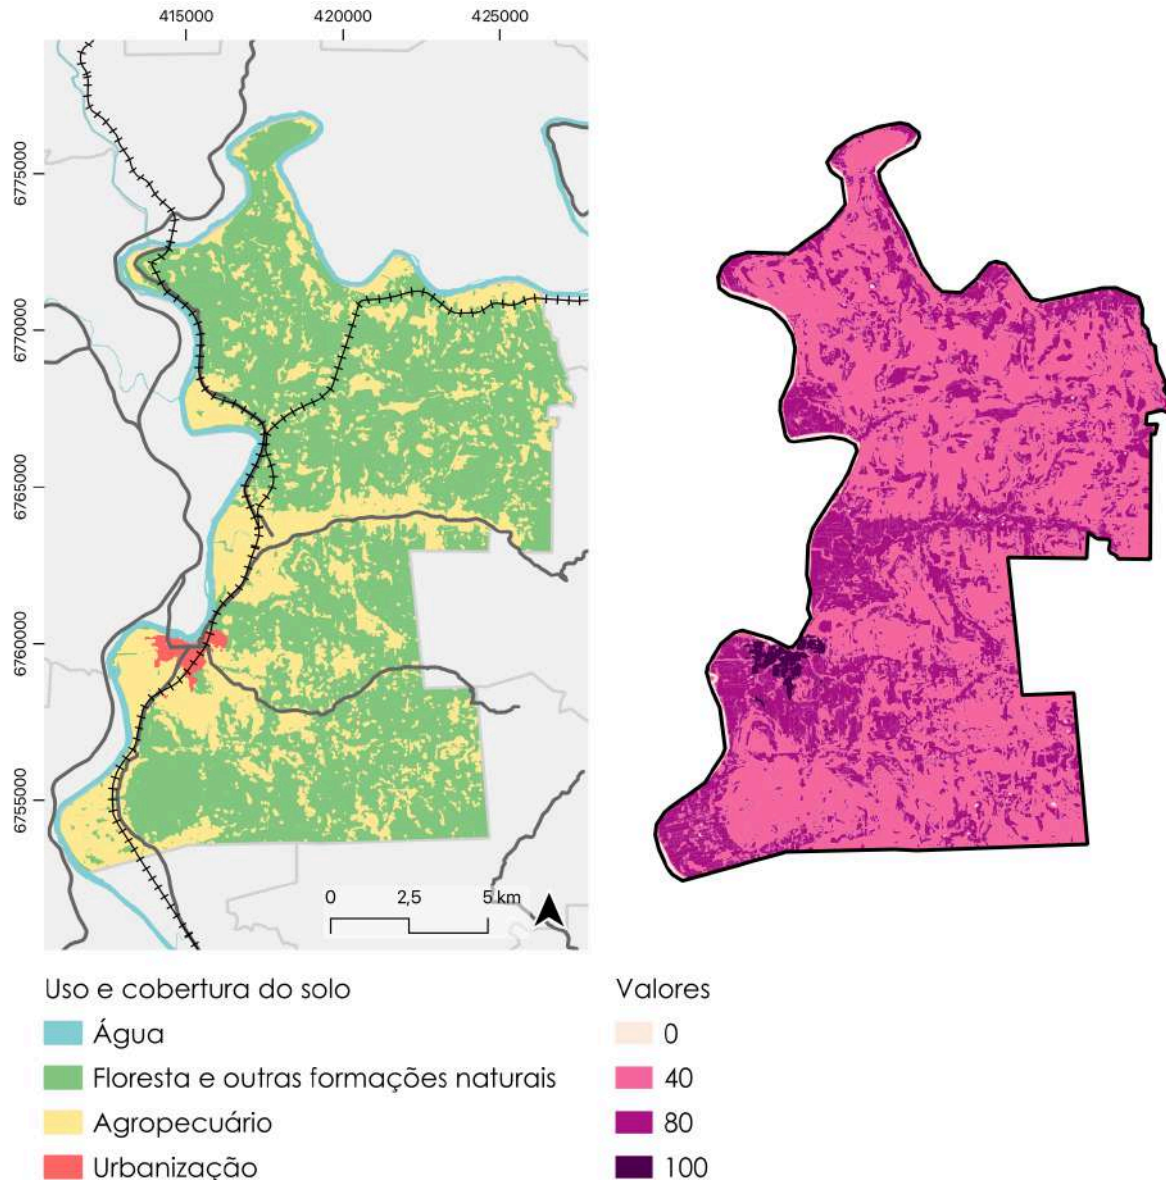 415000 420000 425000
6775000
6770000
6765000
6760000
6755000
0 2,5 5 km
Uso e cobertura do solo
Água
Floresta e outras formações naturais
Agropecuário
Urbanização
Valores
0
40
80
100